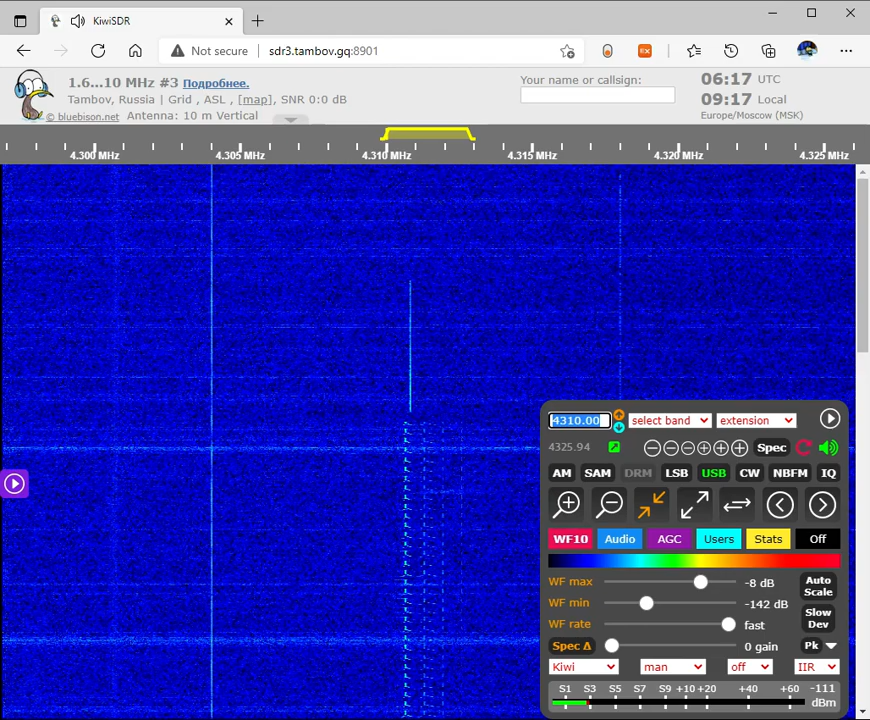 KiwiSDR
Not secure
sdr3.tambov.gq:8901
1.6...10 MHz #3 Подробнее.
Tambov, Russia | Grid , ASL , [map], SNR 0:0 dB
© bluebison.net Antenna: 10 m Vertical
Your name or callsign:
06:17 UTC
09:17 Local
Europe/Moscow (MSK)
4.300 MHz 4.305 MHz 4.310 MHz 4.315 MHz 4.320 MHz 4.325 MHz
4310.00 select band extension
4325.94 Spec
AM SAM DRM LSB USB CW NBFM IQ
WF10 Audio AGC Users Stats Off
WF max -8 dB
Auto Scale
WF min -142 dB
Slow Dev
WF rate fast
Spec Δ 0 gain Pk
Kiwi man off IIR
S1 S3 S5 S7 S9 +10 +20 +40 +60 -111
dBm